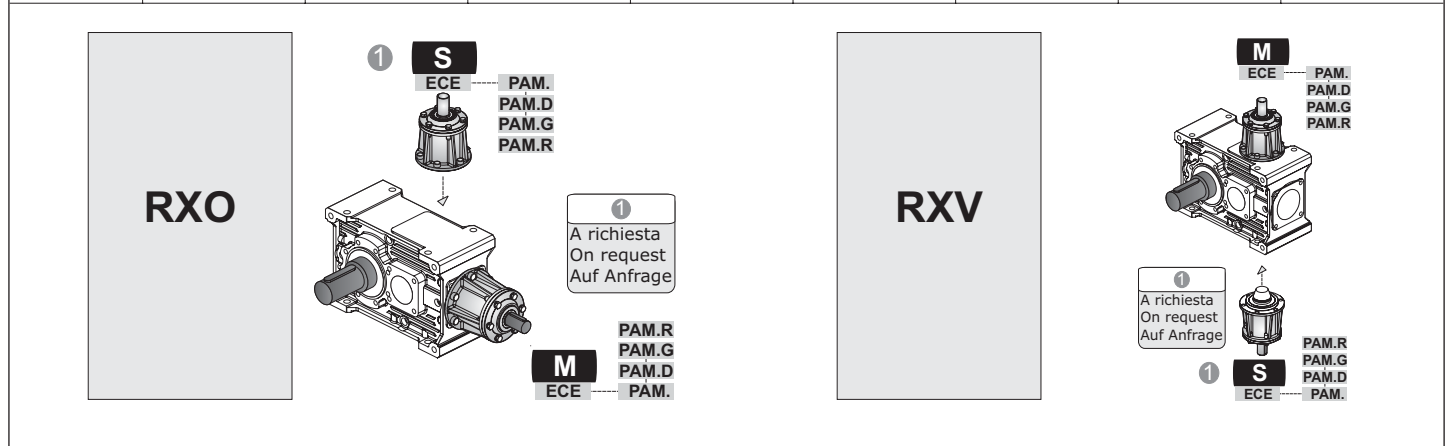 RXO
1
S
ECE
PAM.
PAM.D
PAM.G
PAM.R
1
A richiesta
On request
Auf Anfrage
PAM.R
PAM.G
M
PAM.D
ECE
PAM.
RXV
M
ECE
PAM.
PAM.D
PAM.G
PAM.R
1
A richiesta
On request
Auf Anfrage
PAM.R
PAM.G
1
S
PAM.D
ECE
PAM.